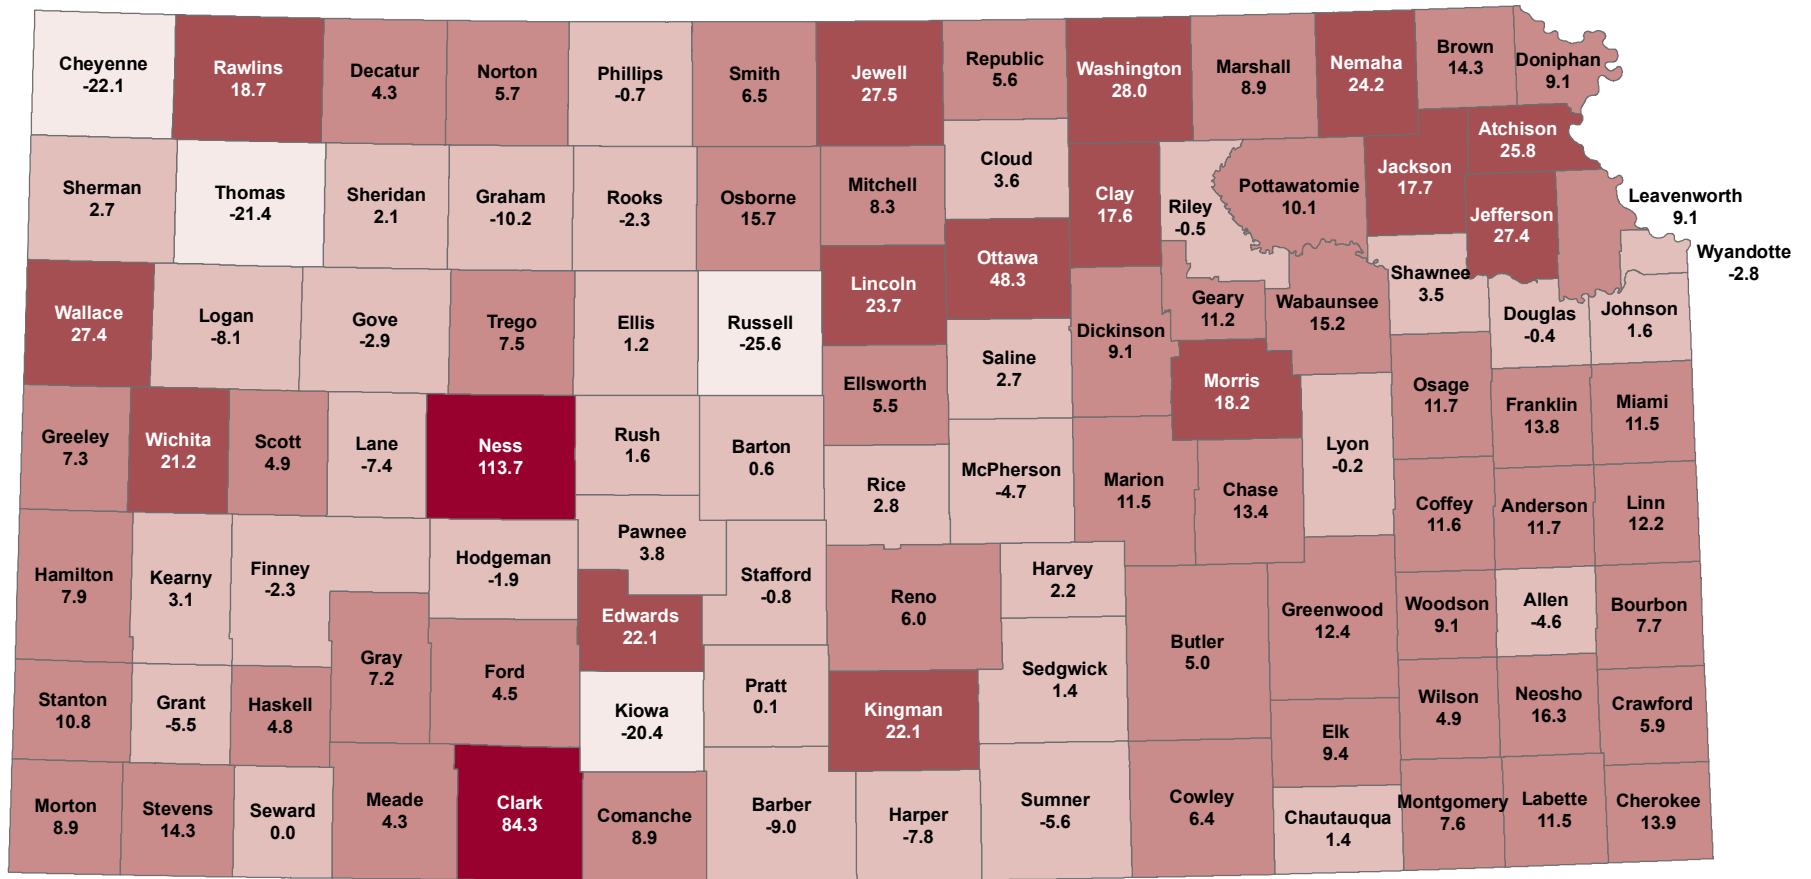 Cheyenne
-22.1
Rawlins
18.7
Decatur
4.3
Norton
5.7
Phillips
-0.7
Smith
6.5
Jewell
27.5
Republic
5.6
Washington
28.0
Marshall
8.9
Nemaha
24.2
Brown
14.3
Doniphan
9.1
Sherman
2.7
Thomas
-21.4
Sheridan
2.1
Graham
-10.2
Rooks
-2.3
Osborne
15.7
Mitchell
8.3
Cloud
3.6
Clay
17.6
Riley
-0.5
Pottawatomie
10.1
Jackson
17.7
Atchison
25.8
Jefferson
27.4
Leavenworth
9.1
Wyandotte
-2.8
Wallace
27.4
Logan
-8.1
Gove
-2.9
Trego
7.5
Ellis
1.2
Russell
-25.6
Lincoln
23.7
Ottawa
48.3
Saline
2.7
Dickinson
9.1
Geary
11.2
Wabaunsee
15.2
Shawnee
3.5
Douglas
-0.4
Johnson
1.6
Greeley
7.3
Wichita
21.2
Scott
4.9
Lane
-7.4
Ness
113.7
Rush
1.6
Barton
0.6
Ellsworth
5.5
Rice
2.8
McPherson
-4.7
Marion
11.5
Morris
18.2
Chase
13.4
Lyon
-0.2
Osage
11.7
Franklin
13.8
Miami
11.5
Coffey
11.6
Anderson
11.7
Linn
12.2
Hamilton
7.9
Kearny
3.1
Finney
-2.3
Hodgeman
-1.9
Pawnee
3.8
Edwards
22.1
Stafford
-0.8
Reno
6.0
Harvey
2.2
Butler
5.0
Greenwood
12.4
Woodson
9.1
Allen
-4.6
Bourbon
7.7
Stanton
10.8
Grant
-5.5
Haskell
4.8
Gray
7.2
Ford
4.5
Kiowa
-20.4
Pratt
0.1
Kingman
22.1
Sedgwick
1.4
Elk
9.4
Wilson
4.9
Neosho
16.3
Crawford
5.9
Morton
8.9
Stevens
14.3
Seward
0.0
Meade
4.3
Clark
84.3
Comanche
8.9
Barber
-9.0
Harper
-7.8
Sumner
-5.6
Cowley
6.4
Chautauqua
1.4
Montgomery
7.6
Labette
11.5
Cherokee
13.9